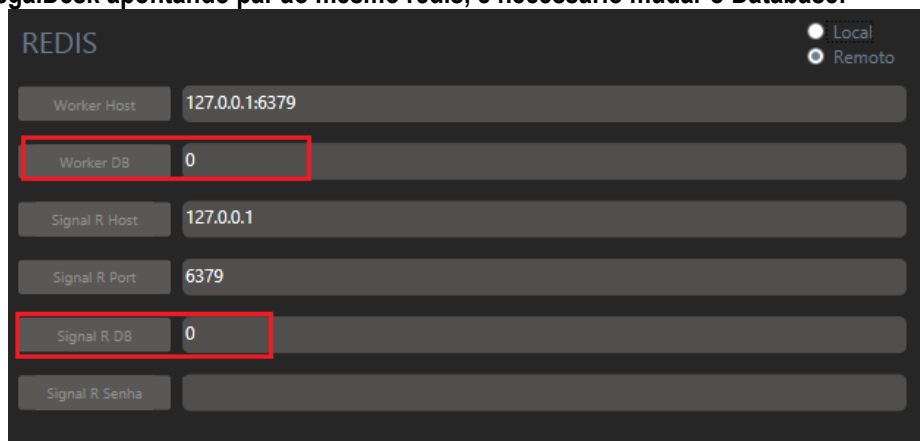 galDesk apontando par ao mesmo redis, é necessário mudar o Database.
REDIS
Local
Remoto
Worker Host 127.0.0.1:6379
Worker DB 0
Signal R Host 127.0.0.1
Signal R Port 6379
Signal R DB 0
Signal R Senha